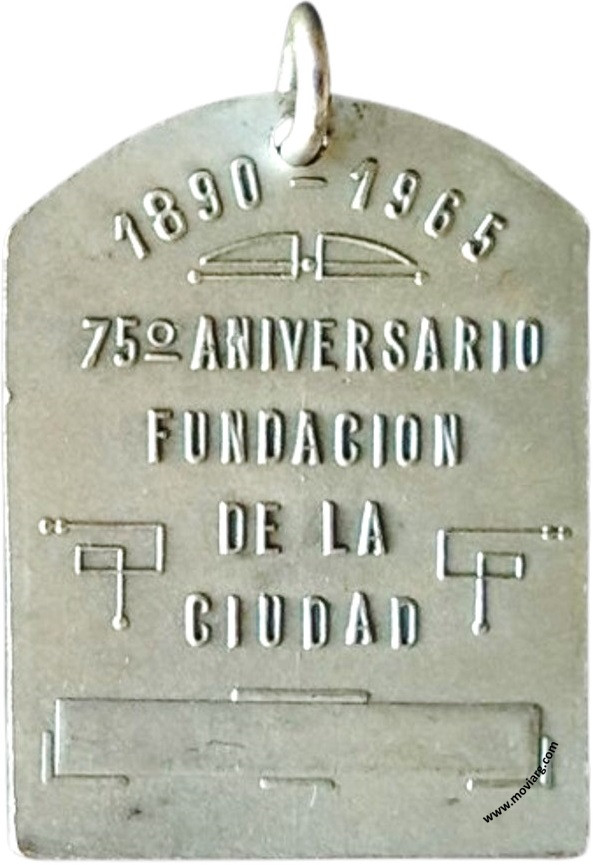 1890 - 1965
75º ANIVERSARIO
FUNDACION
DE LA
CIUDAD
www.moviarg.com